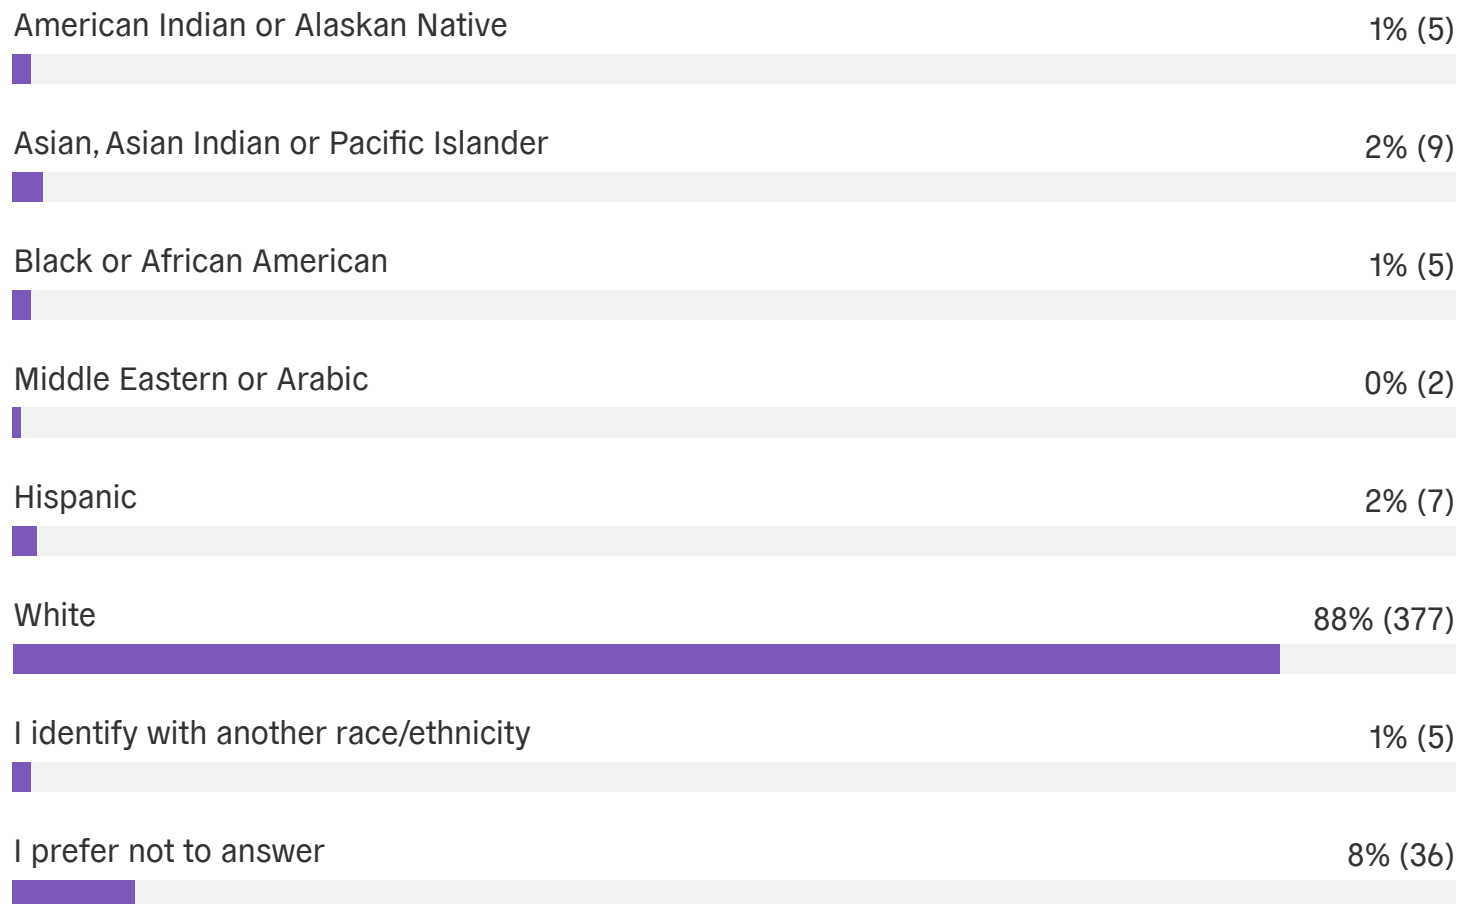 American Indian or Alaskan Native 1% (5)
Asian, Asian Indian or Pacific Islander 2% (9)
Black or African American 1% (5)
Middle Eastern or Arabic 0% (2)
Hispanic 2% (7)
White 88% (377)
I identify with another race/ethnicity 1% (5)
I prefer not to answer 8% (36)